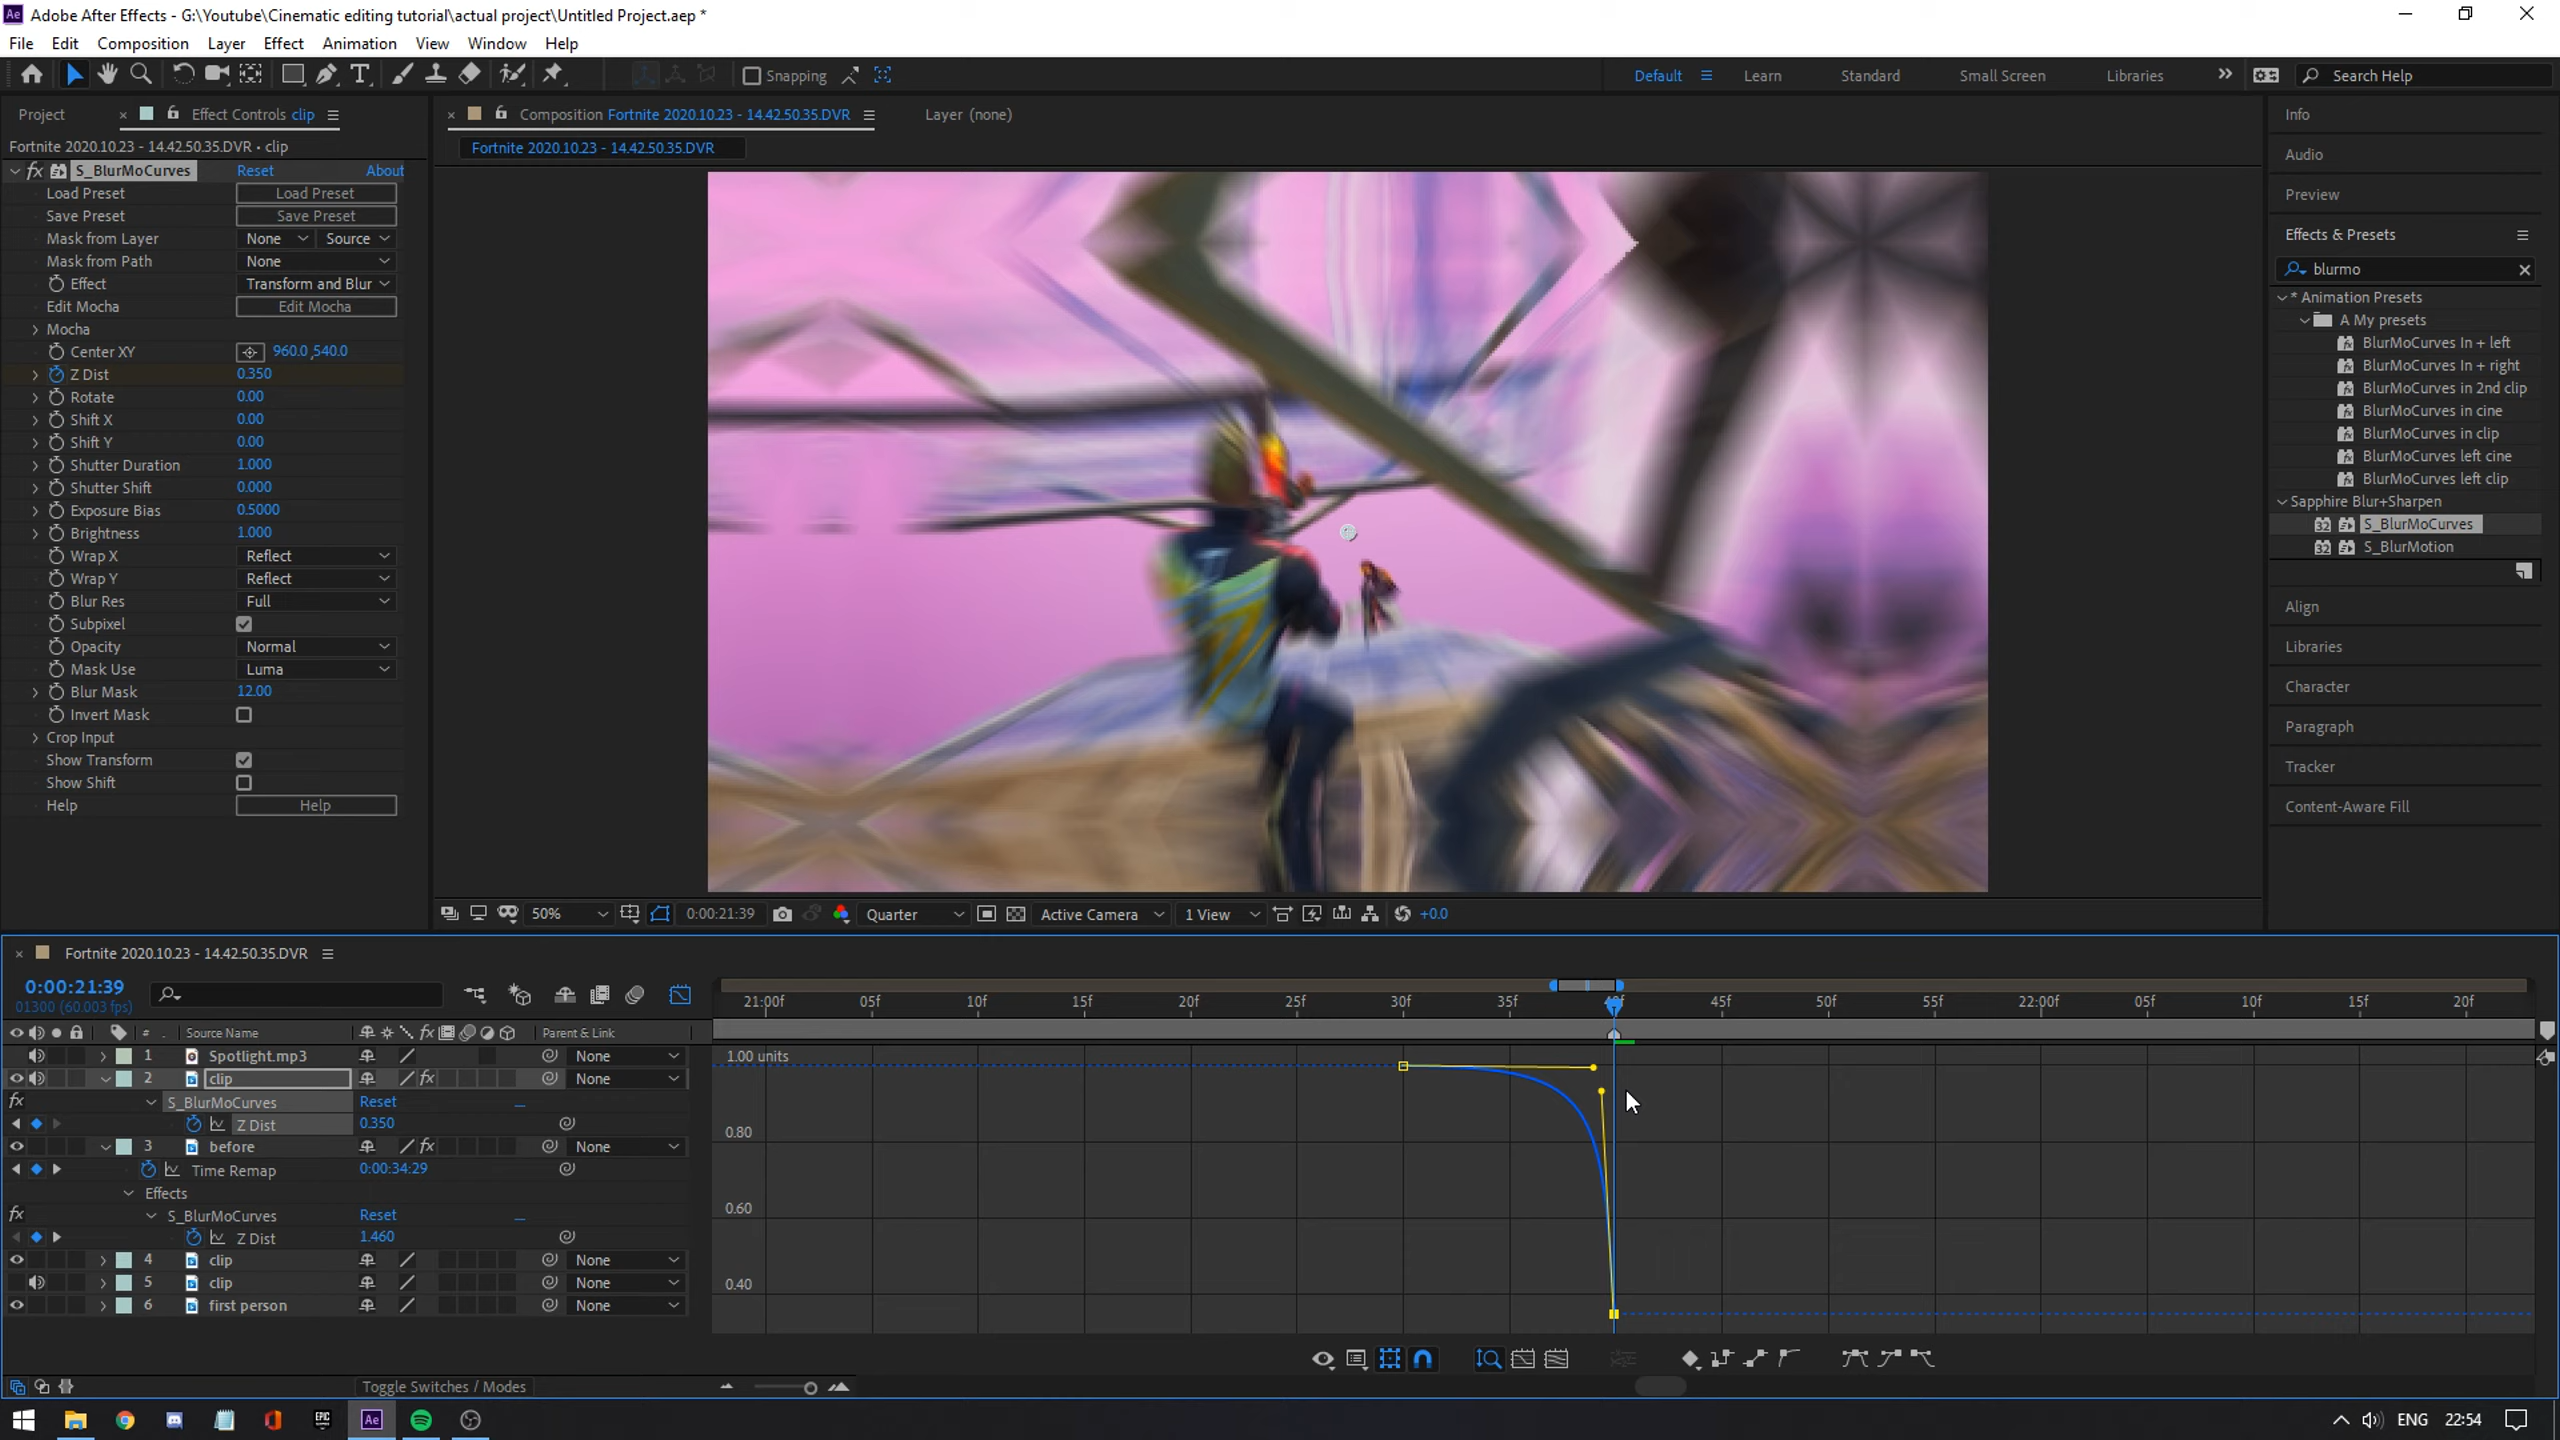 Adobe After Effects - G:\Youtube\Cinematic editing tutorial\actual project\Untitled Project.aep *
File Edit Composition Layer Effect Animation View Window Help
Snapping
Default Learn Standard Small Screen Libraries Search Help
Project Effect Controls clip
Composition Fortnite 2020.10.23 - 14.42.50.35.DVR Layer (none)
Fortnite 2020.10.23 - 14.42.50.35.DVR • clip
Fortnite 2020.10.23 - 14.42.50.35.DVR
S_BlurMoCurves Reset About
Load Preset Load Preset
Save Preset Save Preset
Mask from Layer None Source
Mask from Path None
Effect Transform and Blur
Edit Mocha Edit Mocha
Mocha
Center XY 960.0,540.0
Z Dist 0.350
Rotate 0.00
Shift X 0.00
Shift Y 0.00
Shutter Duration 1.000
Shutter Shift 0.000
Exposure Bias 0.5000
Brightness 1.000
Wrap X Reflect
Wrap Y Reflect
Blur Res Full
Subpixel
Opacity Normal
Mask Use Luma
Blur Mask 12.00
Invert Mask
Crop Input
Show Transform
Show Shift
Help Help
Info
Audio
Preview
Effects & Presets
blurmo
* Animation Presets
A My presets
BlurMoCurves In + left
BlurMoCurves In + right
BlurMoCurves in 2nd clip
BlurMoCurves in cine
BlurMoCurves in clip
BlurMoCurves left cine
BlurMoCurves left clip
Sapphire Blur+Sharpen
32 S_BlurMoCurves
32 S_BlurMotion
Align
Libraries
Character
Paragraph
Tracker
Content-Aware Fill
50% 0:00:21:39 Quarter Active Camera 1 View +0.0
Fortnite 2020.10.23 - 14.42.50.35.DVR
0:00:21:39
01300 (60.003 fps)
21:00f 05f 10f 15f 20f 25f 30f 35f 45f 50f 55f 22:00f 05f 10f 15f 20f
# Source Name Parent & Link
1 Spotlight.mp3 None
2 clip None
S_BlurMoCurves Reset
Z Dist 0.350
3 before None
Time Remap 0:00:34:29
Effects
S_BlurMoCurves Reset
Z Dist 1.460
4 clip None
5 clip None
6 first person None
1.00 units
0.80
0.60
0.40
Toggle Switches / Modes
EPIC Ae ENG 22:54